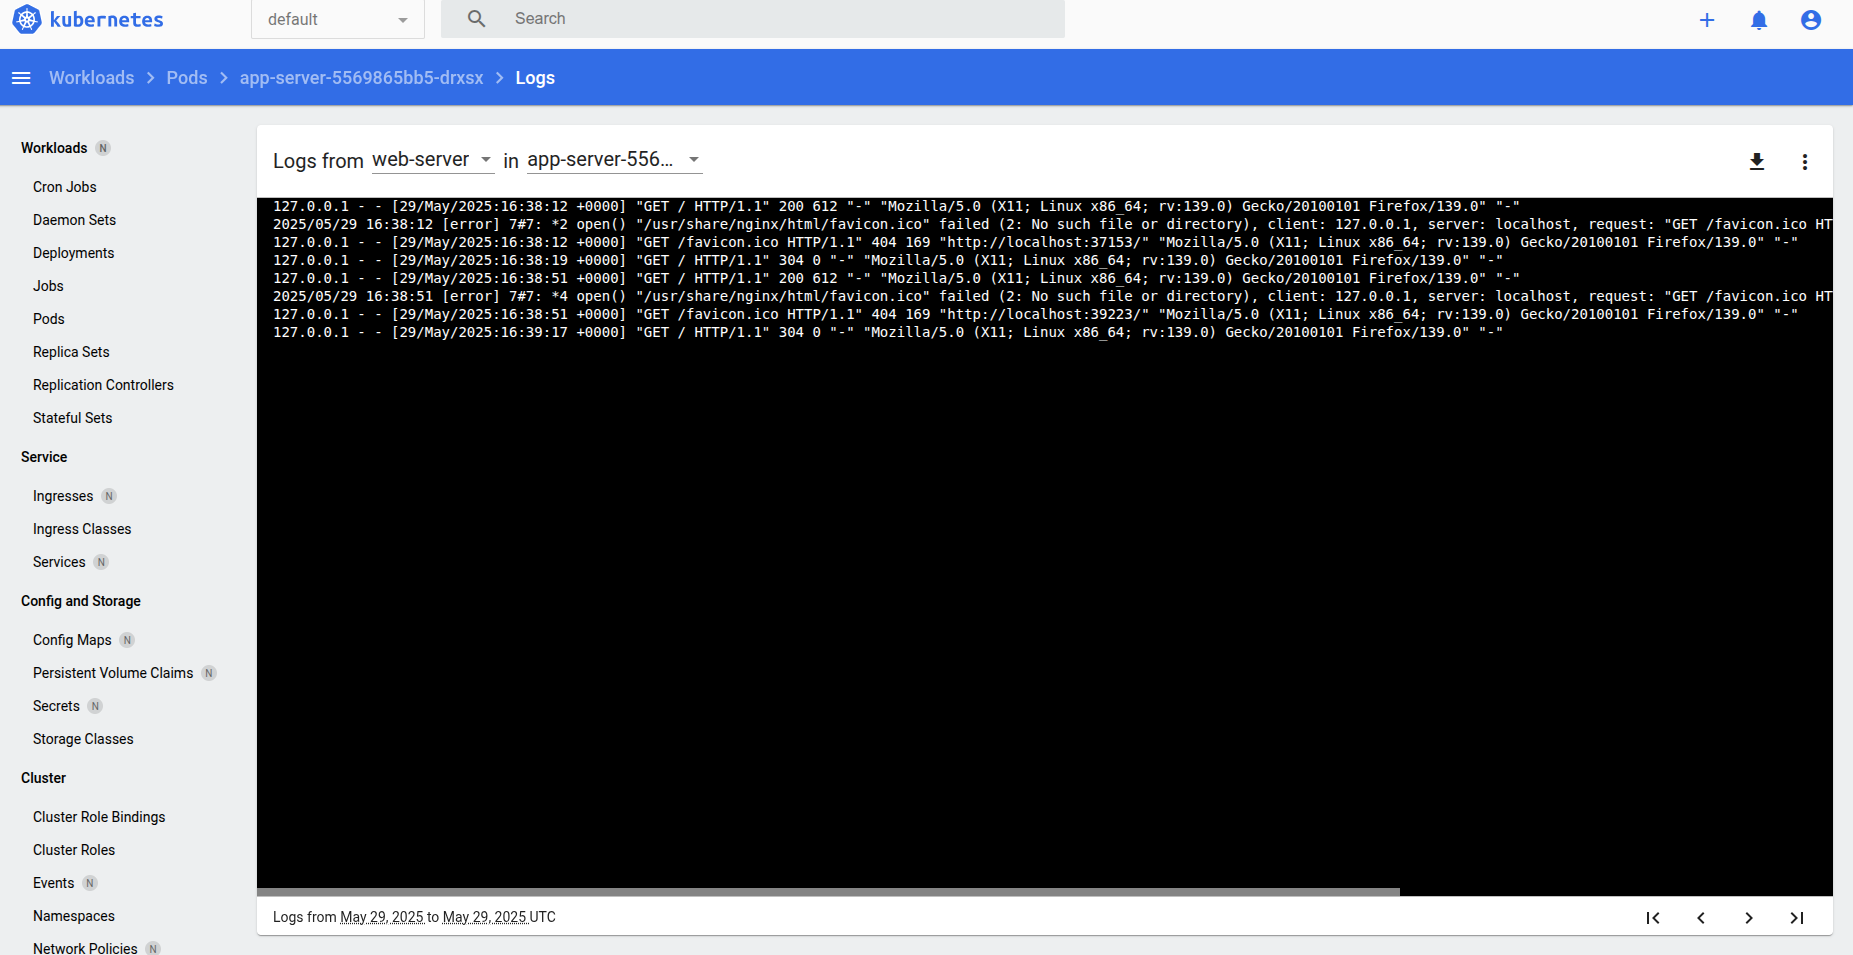 kubernetes
default
Search
Workloads > Pods > app-server-5569865bb5-drxsx > Logs
Workloads N
Cron Jobs
Daemon Sets
Deployments
Jobs
Pods
Replica Sets
Replication Controllers
Stateful Sets
Service
Ingresses N
Ingress Classes
Services N
Config and Storage
Config Maps N
Persistent Volume Claims N
Secrets N
Storage Classes
Cluster
Cluster Role Bindings
Cluster Roles
Events N
Namespaces
Network Policies N
Logs from web-server in app-server-556...
127.0.0.1 - - [29/May/2025:16:38:12 +0000] "GET / HTTP/1.1" 200 612 "-" "Mozilla/5.0 (X11; Linux x86_64; rv:139.0) Gecko/20100101 Firefox/139.0" "-"
2025/05/29 16:38:12 [error] 7#7: *2 open() "/usr/share/nginx/html/favicon.ico" failed (2: No such file or directory), client: 127.0.0.1, server: localhost, request: "GET /favicon.ico HT
127.0.0.1 - - [29/May/2025:16:38:12 +0000] "GET /favicon.ico HTTP/1.1" 404 169 "http://localhost:37153/" "Mozilla/5.0 (X11; Linux x86_64; rv:139.0) Gecko/20100101 Firefox/139.0" "-"
127.0.0.1 - - [29/May/2025:16:38:19 +0000] "GET / HTTP/1.1" 304 0 "-" "Mozilla/5.0 (X11; Linux x86_64; rv:139.0) Gecko/20100101 Firefox/139.0" "-"
127.0.0.1 - - [29/May/2025:16:38:51 +0000] "GET / HTTP/1.1" 200 612 "-" "Mozilla/5.0 (X11; Linux x86_64; rv:139.0) Gecko/20100101 Firefox/139.0" "-"
2025/05/29 16:38:51 [error] 7#7: *4 open() "/usr/share/nginx/html/favicon.ico" failed (2: No such file or directory), client: 127.0.0.1, server: localhost, request: "GET /favicon.ico HT
127.0.0.1 - - [29/May/2025:16:38:51 +0000] "GET /favicon.ico HTTP/1.1" 404 169 "http://localhost:39223/" "Mozilla/5.0 (X11; Linux x86_64; rv:139.0) Gecko/20100101 Firefox/139.0" "-"
127.0.0.1 - - [29/May/2025:16:39:17 +0000] "GET / HTTP/1.1" 304 0 "-" "Mozilla/5.0 (X11; Linux x86_64; rv:139.0) Gecko/20100101 Firefox/139.0" "-"
Logs from May 29, 2025 to May 29, 2025 UTC